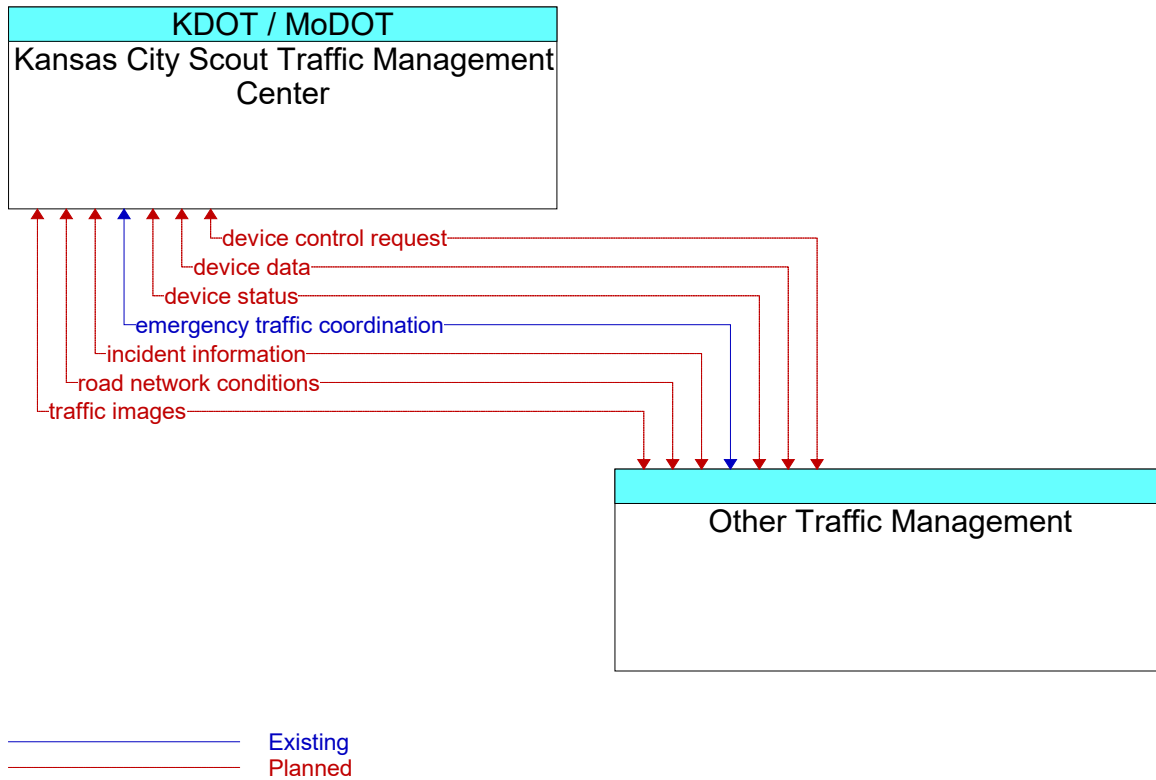 KDOT / MoDOT
Kansas City Scout Traffic Management
Center
device control request
device data
device status
emergency traffic coordination
incident information
road network conditions
traffic images
Other Traffic Management
Existing
Planned